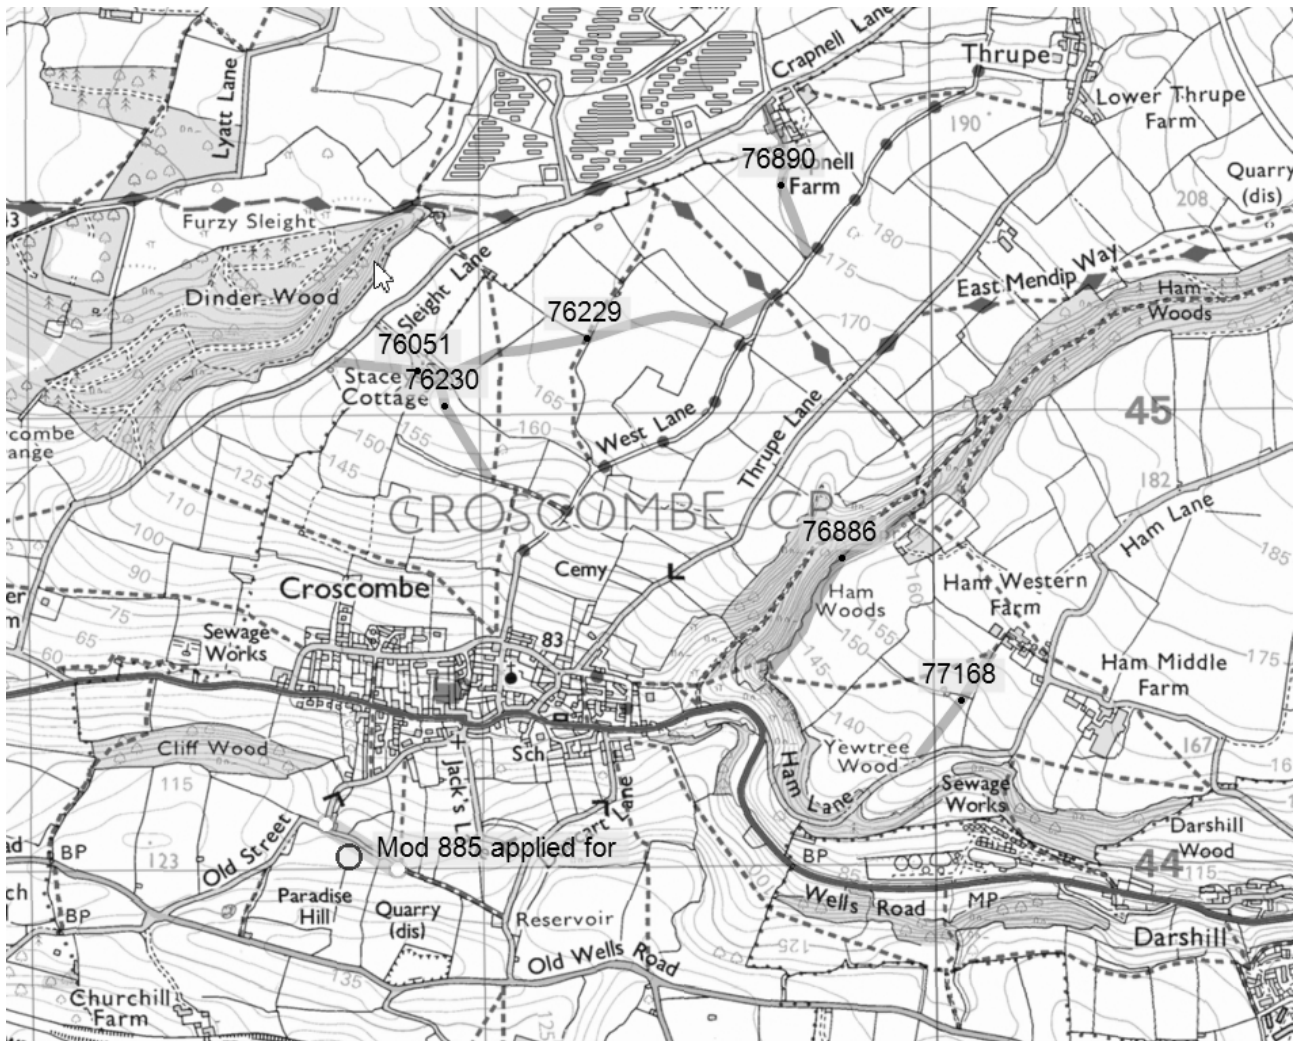 Lyatt Lane
Crapnell Lane
Thrupe
Lower Thrupe
Farm
190
76890
Farm
Quarry
(dis)
208
Furzy Sleight
180
175
East Mendip Way
Dinder Wood
Sleight Lane
76229
170
Ham
Woods
76051
76230
Cottage
165
160
155
150
145
125
110
100
90
75
65
60
West Lane
Thrupe Lane
45
182
Ham Lane
185
CROSCOMBE CP
76886
Cemy
Croscombe
Ham
Woods
160
155
150
145
140
Ham Western
Farm
175
Sewage
Works
83
77168
Ham Middle
Farm
167
Cliff Wood
Sch
Jack's L
Yewtree
Wood
Ham Lane
Sewage
Works
115
Darshill
Wood
Old Street
Mod 885 applied for
BP
123
BP
85
44
115
100
Paradise
Hill
Quarry
(dis)
Reservoir
Wells Road
MP
BP
Old Wells Road
125
Darshill
135
Churchill
Farm
125